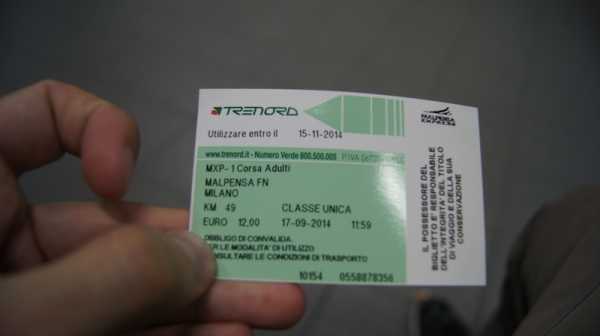 TRENORD
Utilizzare entro il 15-11-2014
www.trenord.it - Numero Verde 800.500.005 P.IVA
MXP- 1 Corsa Adulti
MALPENSA FN
MILANO
KM 49 CLASSE UNICA
EURO 12,00 17-09-2014 11:59
OBBLIGO DI CONVALIDA.
PER LE MODALITA' DI UTILIZZO
CONSULTARE LE CONDIZIONI DI TRASPORTO
10154 0558878356
MALPENSA
EXPRESS
IL POSSESSORE DEL
BIGLIETTO E' RESPONSABILE
DELL'INTEGRITA' DEL TITOLO
DI VIAGGIO E DELLA SUA
CONSERVAZIONE